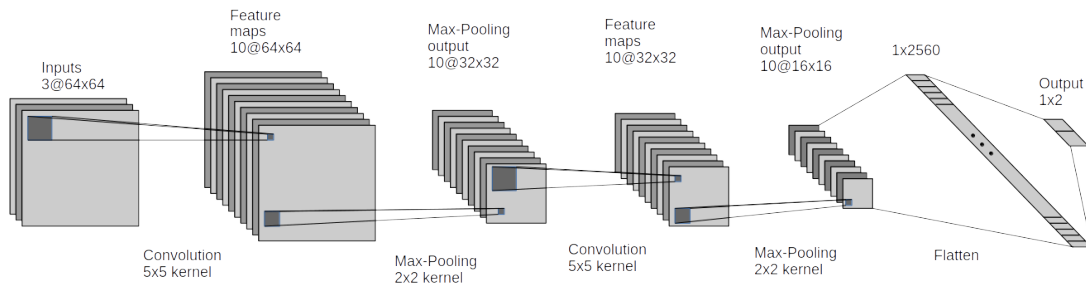 Inputs
3@64x64
Feature
maps
10@64x64
Max-Pooling
output
10@32x32
Feature
maps
10@32x32
Max-Pooling
output
10@16x16
1x2560
Output
1x2
Convolution
5x5 kernel
Max-Pooling
2x2 kernel
Convolution
5x5 kernel
Max-Pooling
2x2 kernel
Flatten